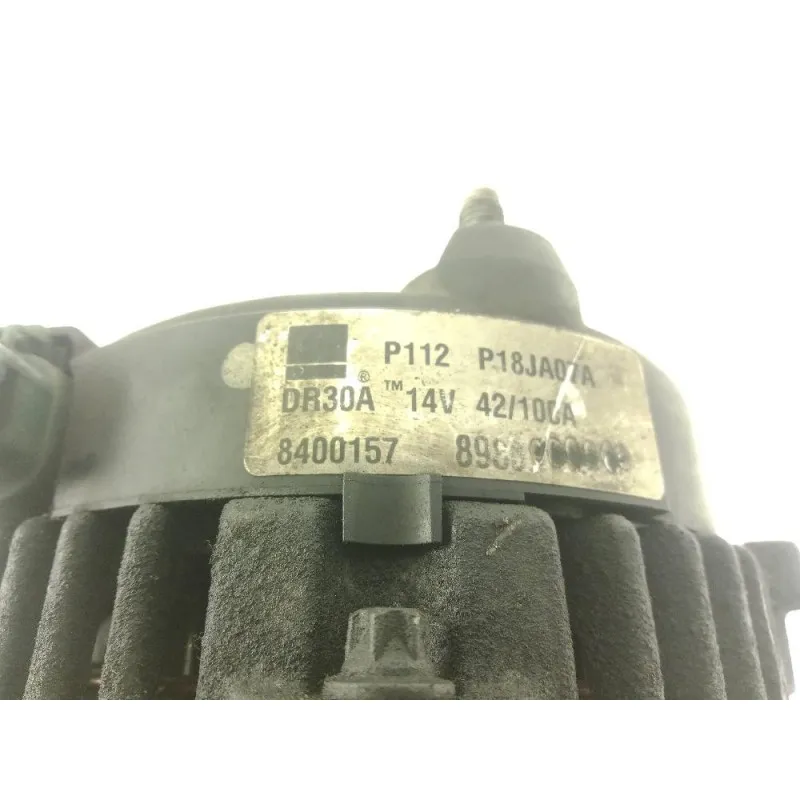 P112 P18JA07A
® DR30A ™ 14V 42/100A
8400157